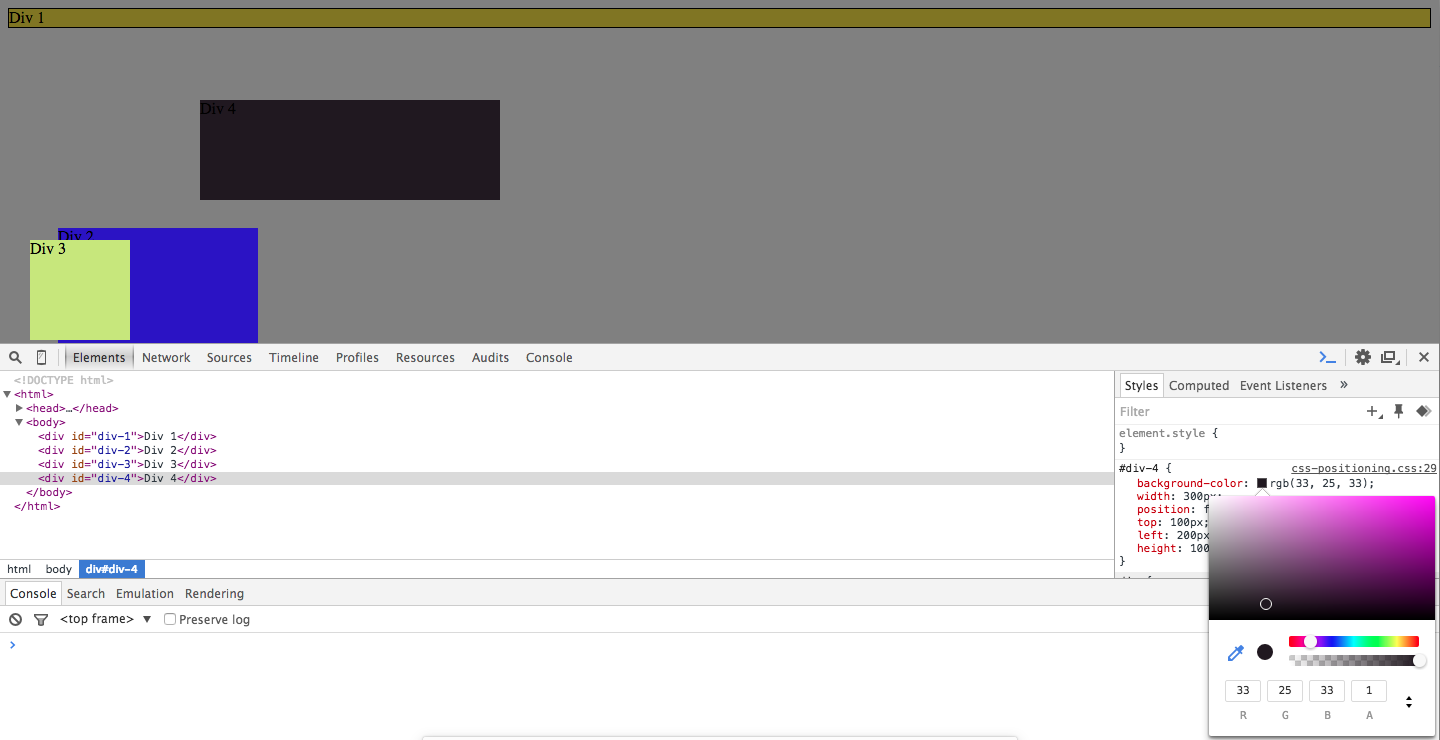 Div 1
Div 4
Div 2
Div 3
Elements Network Sources Timeline Profiles Resources Audits Console
<!DOCTYPE html>
<html>
<head>…</head>
<body>
<div id="div-1">Div 1</div>
<div id="div-2">Div 2</div>
<div id="div-3">Div 3</div>
<div id="div-4">Div 4</div>
</body>
</html>
html body div#div-4
Styles Computed Event Listeners »
Filter
element.style {
}
#div-4 { css-positioning.css:29
background-color: rgb(33, 25, 33);
width: 300px;
position: f
top: 100px;
left: 200px
height: 100
}
Console Search Emulation Rendering
<top frame> ▼ Preserve log
>
33 25 33 1
R G B A